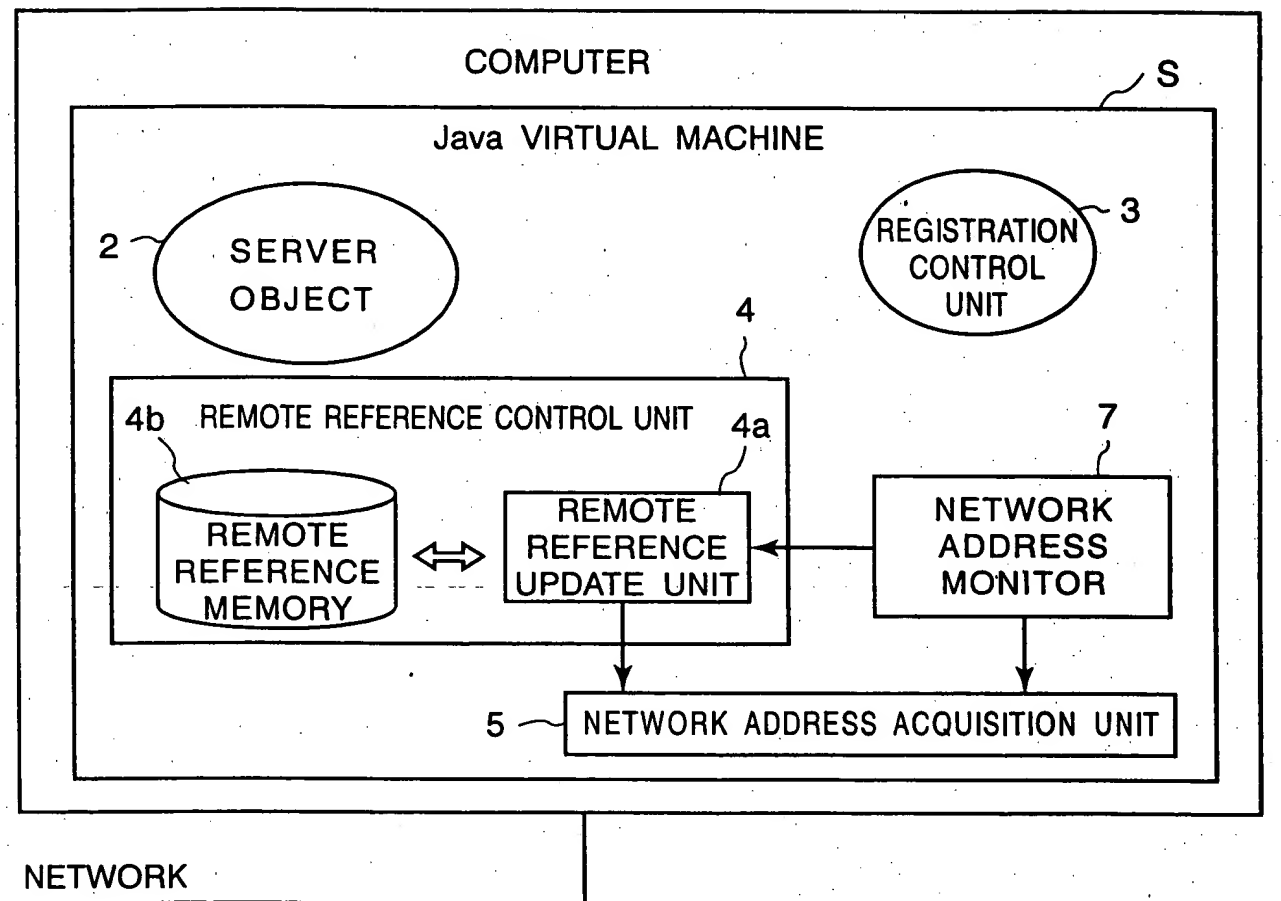 COMPUTER
S
Java VIRTUAL MACHINE
2
SERVER
OBJECT
3
REGISTRATION
CONTROL
UNIT
4
REMOTE REFERENCE CONTROL UNIT
4b
4a
7
REMOTE
REFERENCE
MEMORY
REMOTE
REFERENCE
UPDATE UNIT
NETWORK
ADDRESS
MONITOR
5
NETWORK ADDRESS ACQUISITION UNIT
NETWORK